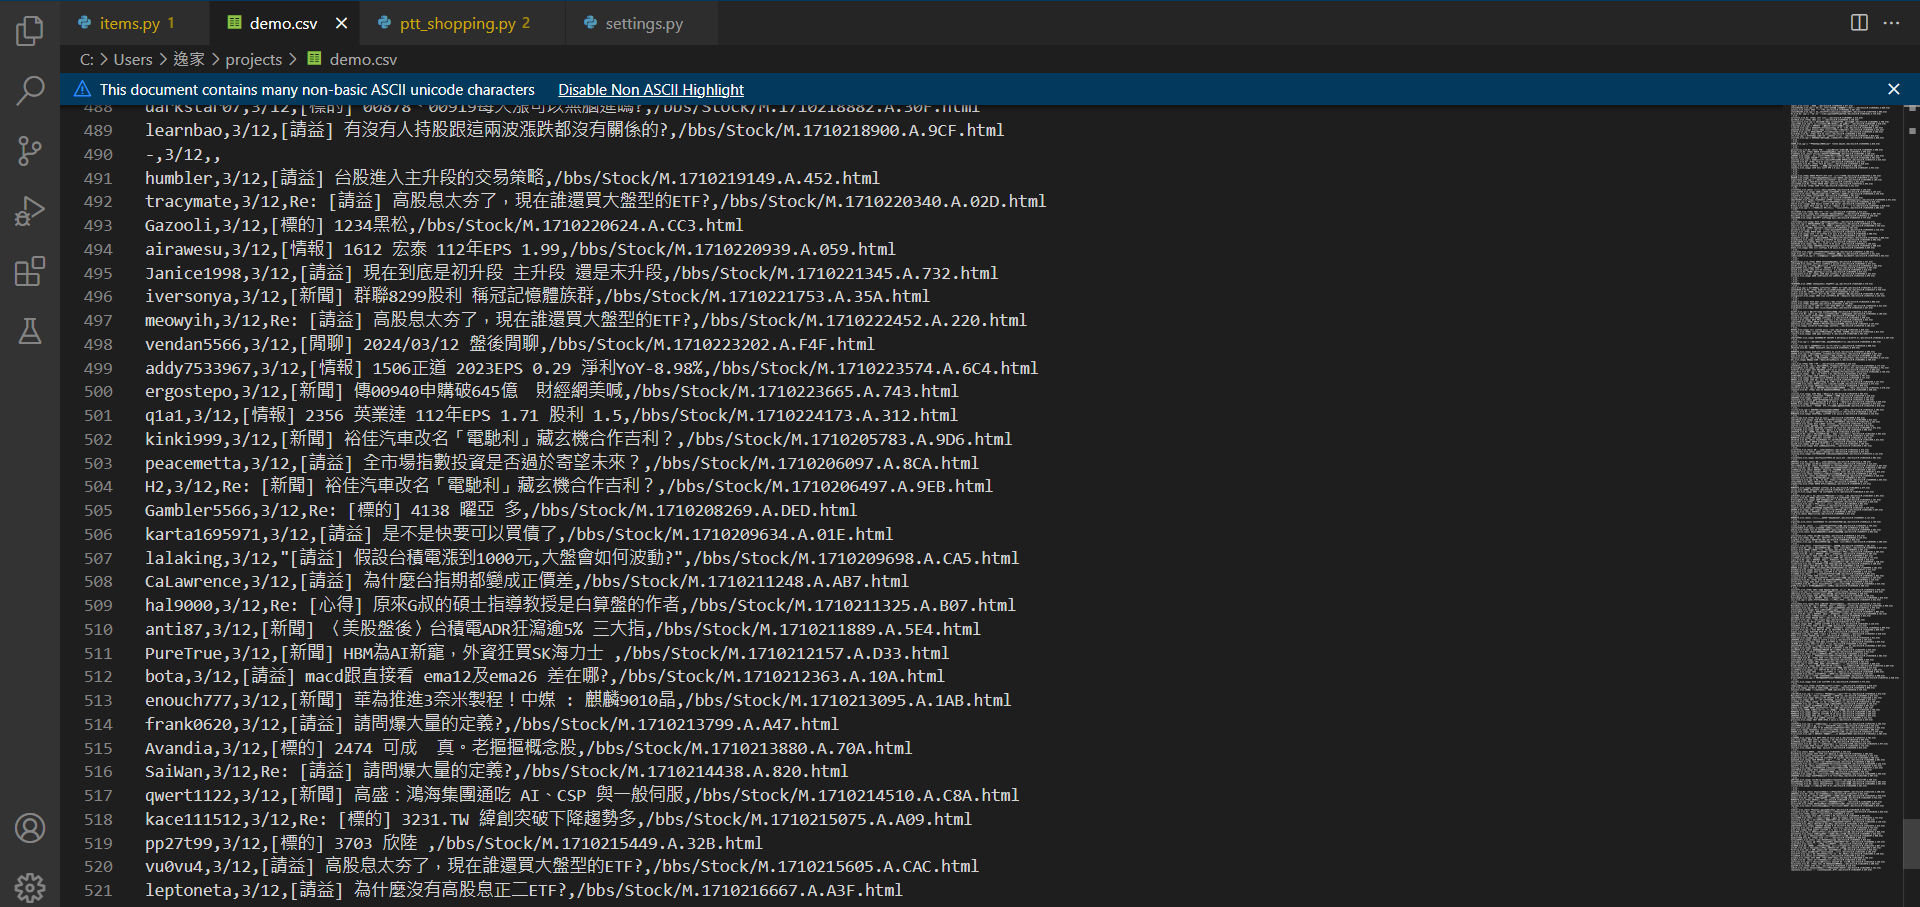 items.py 1
demo.csv
ptt_shopping.py 2
settings.py
C: > Users > 逸家 > projects > demo.csv
This document contains many non-basic ASCII unicode characters Disable Non ASCII Highlight
488 darkstar07,3/12,[標的] 00878、00919每天漲可以無腦進嗎?,/bbs/Stock/M.1710218882.A.30F.html
489 learnbao,3/12,[請益] 有沒有人持股跟這兩波漲跌都沒有關係的?,/bbs/Stock/M.1710218900.A.9CF.html
490 -,3/12,,
491 humbler,3/12,[請益] 台股進入主升段的交易策略,/bbs/Stock/M.1710219149.A.452.html
492 tracymate,3/12,Re: [請益] 高股息太夯了，現在誰還買大盤型的ETF?,/bbs/Stock/M.1710220340.A.02D.html
493 Gazooli,3/12,[標的] 1234黑松,/bbs/Stock/M.1710220624.A.CC3.html
494 airawesu,3/12,[情報] 1612 宏泰 112年EPS 1.99,/bbs/Stock/M.1710220939.A.059.html
495 Janice1998,3/12,[請益] 現在到底是初升段 主升段 還是末升段,/bbs/Stock/M.1710221345.A.732.html
496 iversonya,3/12,[新聞] 群聯8299股利 稱冠記憶體族群,/bbs/Stock/M.1710221753.A.35A.html
497 meowyih,3/12,Re: [請益] 高股息太夯了，現在誰還買大盤型的ETF?,/bbs/Stock/M.1710222452.A.220.html
498 vendan5566,3/12,[閒聊] 2024/03/12 盤後閒聊,/bbs/Stock/M.1710223202.A.F4F.html
499 addy7533967,3/12,[情報] 1506正道 2023EPS 0.29 淨利YoY-8.98%,/bbs/Stock/M.1710223574.A.6C4.html
500 ergostepo,3/12,[新聞] 傳00940申購破645億　財經網美喊,/bbs/Stock/M.1710223665.A.743.html
501 q1a1,3/12,[情報] 2356 英業達 112年EPS 1.71 股利 1.5,/bbs/Stock/M.1710224173.A.312.html
502 kinki999,3/12,[新聞] 裕佳汽車改名「電馳利」藏玄機合作吉利？,/bbs/Stock/M.1710205783.A.9D6.html
503 peacemetta,3/12,[請益] 全市場指數投資是否過於寄望未來？,/bbs/Stock/M.1710206097.A.8CA.html
504 H2,3/12,Re: [新聞] 裕佳汽車改名「電馳利」藏玄機合作吉利？,/bbs/Stock/M.1710206497.A.9EB.html
505 Gambler5566,3/12,Re: [標的] 4138 曜亞 多,/bbs/Stock/M.1710208269.A.DED.html
506 karta1695971,3/12,[請益] 是不是快要可以買債了,/bbs/Stock/M.1710209634.A.01E.html
507 lalaking,3/12,"[請益] 假設台積電漲到1000元,大盤會如何波動?",/bbs/Stock/M.1710209698.A.CA5.html
508 CaLawrence,3/12,[請益] 為什麼台指期都變成正價差,/bbs/Stock/M.1710211248.A.AB7.html
509 hal9000,3/12,Re: [心得] 原來G叔的碩士指導教授是白算盤的作者,/bbs/Stock/M.1710211325.A.B07.html
510 anti87,3/12,[新聞] 〈美股盤後〉台積電ADR狂瀉逾5% 三大指,/bbs/Stock/M.1710211889.A.5E4.html
511 PureTrue,3/12,[新聞] HBM為AI新寵，外資狂買SK海力士 ,/bbs/Stock/M.1710212157.A.D33.html
512 bota,3/12,[請益] macd跟直接看 ema12及ema26 差在哪?,/bbs/Stock/M.1710212363.A.10A.html
513 enouch777,3/12,[新聞] 華為推進3奈米製程！中媒 : 麒麟9010晶,/bbs/Stock/M.1710213095.A.1AB.html
514 frank0620,3/12,[請益] 請問爆大量的定義?,/bbs/Stock/M.1710213799.A.A47.html
515 Avandia,3/12,[標的] 2474 可成　真。老摳摳概念股,/bbs/Stock/M.1710213880.A.70A.html
516 SaiWan,3/12,Re: [請益] 請問爆大量的定義?,/bbs/Stock/M.1710214438.A.820.html
517 qwert1122,3/12,[新聞] 高盛：鴻海集團通吃 AI、CSP 與一般伺服,/bbs/Stock/M.1710214510.A.C8A.html
518 kace111512,3/12,Re: [標的] 3231.TW 緯創突破下降趨勢多,/bbs/Stock/M.1710215075.A.A09.html
519 pp27t99,3/12,[標的] 3703 欣陸 ,/bbs/Stock/M.1710215449.A.32B.html
520 vu0vu4,3/12,[請益] 高股息太夯了，現在誰還買大盤型的ETF?,/bbs/Stock/M.1710215605.A.CAC.html
521 leptoneta,3/12,[請益] 為什麼沒有高股息正二ETF?,/bbs/Stock/M.1710216667.A.A3F.html